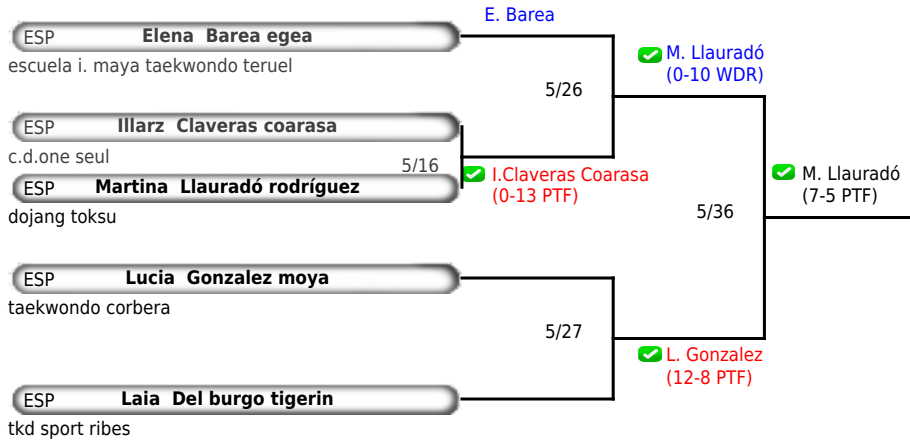 E. Barea
ESP Elena Barea egea
escuela i. maya taekwondo teruel
M. Llauradó
(0-10 WDR)
5/26
ESP Illarz Claveras coarasa
c.d.one seul
5/16
I.Claveras Coarasa
(0-13 PTF)
M. Llauradó
(7-5 PTF)
ESP Martina Llauradó rodríguez
dojang toksu
5/36
ESP Lucia Gonzalez moya
taekwondo corbera
5/27
L. Gonzalez
(12-8 PTF)
ESP Laia Del burgo tigerin
tkd sport ribes